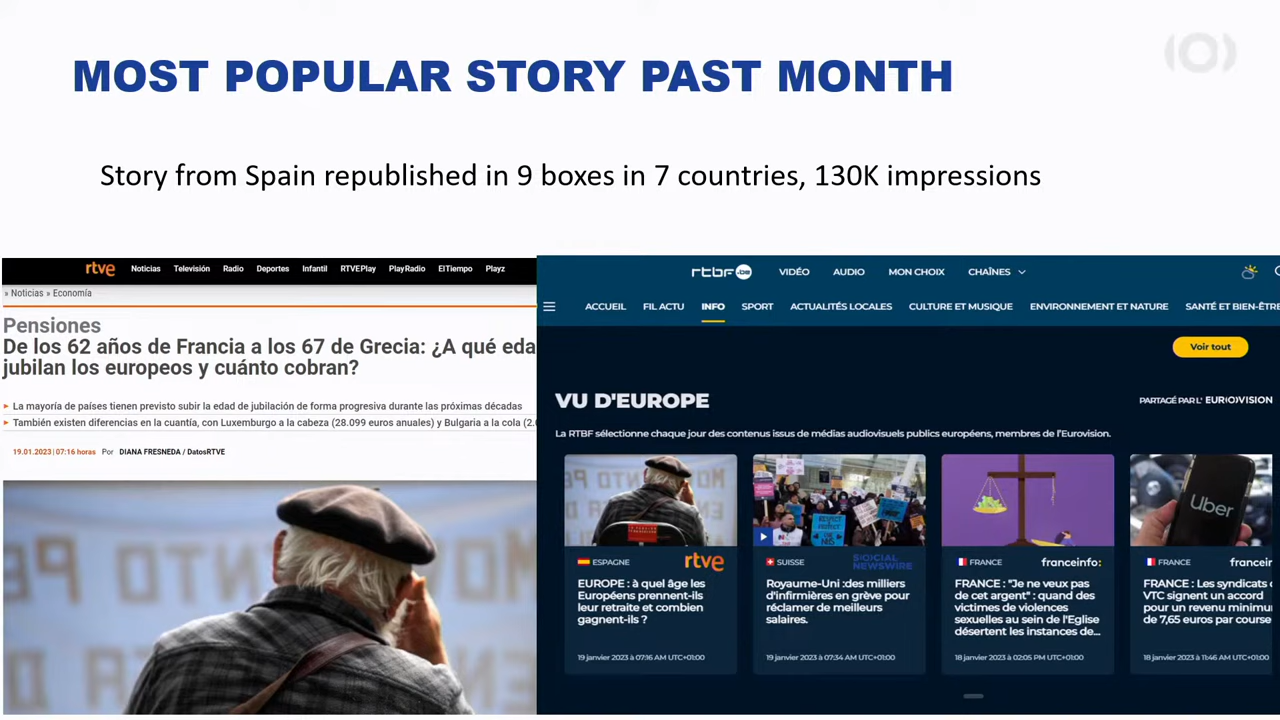 MOST POPULAR STORY PAST MONTH
Story from Spain republished in 9 boxes in 7 countries, 130K impressions
rtve Noticias Televisión Radio Deportes Infantil RTVEPlay PlayRadio ElTiempo Playz
» Noticias » Economía
Pensiones
De los 62 años de Francia a los 67 de Grecia: ¿A qué eda
jubilan los europeos y cuánto cobran?
La mayoría de países tienen previsto subir la edad de jubilación de forma progresiva durante las próximas décadas
También existen diferencias en la cuantía, con Luxemburgo a la cabeza (28.099 euros anuales) y Bulgaria a la cola (2.
19.01.2023 | 07:16 horas Por DIANA FRESNEDA / DatosRTVE
rtbf.be VIDÉO AUDIO MON CHOIX CHAÎNES
ACCUEIL FIL ACTU INFO SPORT ACTUALITÉS LOCALES CULTURE ET MUSIQUE ENVIRONNEMENT ET NATURE SANTÉ ET BIEN-ÊTRE
Voir tout
VU D'EUROPE
PARTAGÉ PAR L' EUROVISION
La RTBF sélectionne chaque jour des contenus issus de médias audiovisuels publics européens, membres de l'Eurovision.
ESPAGNE rtve
EUROPE : à quel âge les
Européens prennent-ils
leur retraite et combien
gagnent-ils ?
19 janvier 2023 à 07:16 AM UTC+01:00
SUISSE SOCIAL
NEWSWIRE
Royaume-Uni :des milliers
d'infirmières en grève pour
réclamer de meilleurs
salaires.
19 janvier 2023 à 07:34 AM UTC+01:00
FRANCE franceinfo:
FRANCE : "Je ne veux pas
de cet argent" : quand des
victimes de violences
sexuelles au sein de l'Eglise
désertent les instances de...
18 janvier 2023 à 02:05 PM UTC+01:00
Uber
FRANCE francein
FRANCE : Les syndicats d
VTC signent un accord
pour un revenu minimu
de 7,65 euros par course
18 janvier 2023 à 11:46 AM UTC+01:00